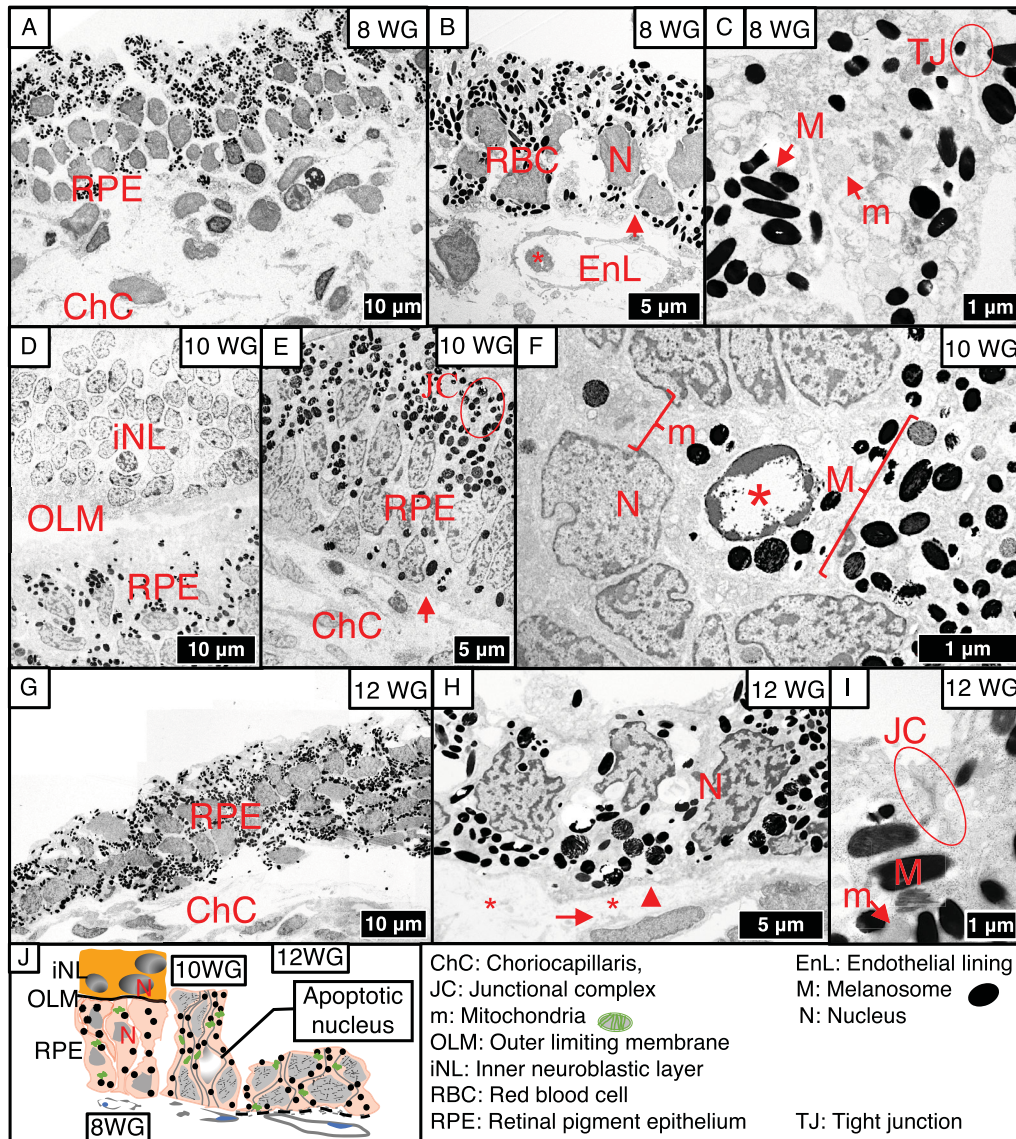 A
8 WG
RPE
ChC
10 µm
B
8 WG
RBC
N
*
EnL
5 µm
C
8 WG
TJ
M
m
1 µm
D
10 WG
iNL
OLM
RPE
10 µm
E
10 WG
JC
RPE
ChC
5 µm
F
10 WG
m
M
N
*
1 µm
G
12 WG
RPE
ChC
10 µm
H
12 WG
N
* *
5 µm
I
12 WG
JC
M
m
1 µm
J
iNL
N
OLM
N
RPE
8WG
10WG
12WG
Apoptotic
nucleus
ChC: Choriocapillaris,
JC: Junctional complex
m: Mitochondria
OLM: Outer limiting membrane
iNL: Inner neuroblastic layer
RBC: Red blood cell
RPE: Retinal pigment epithelium
EnL: Endothelial lining
M: Melanosome
N: Nucleus
TJ: Tight junction